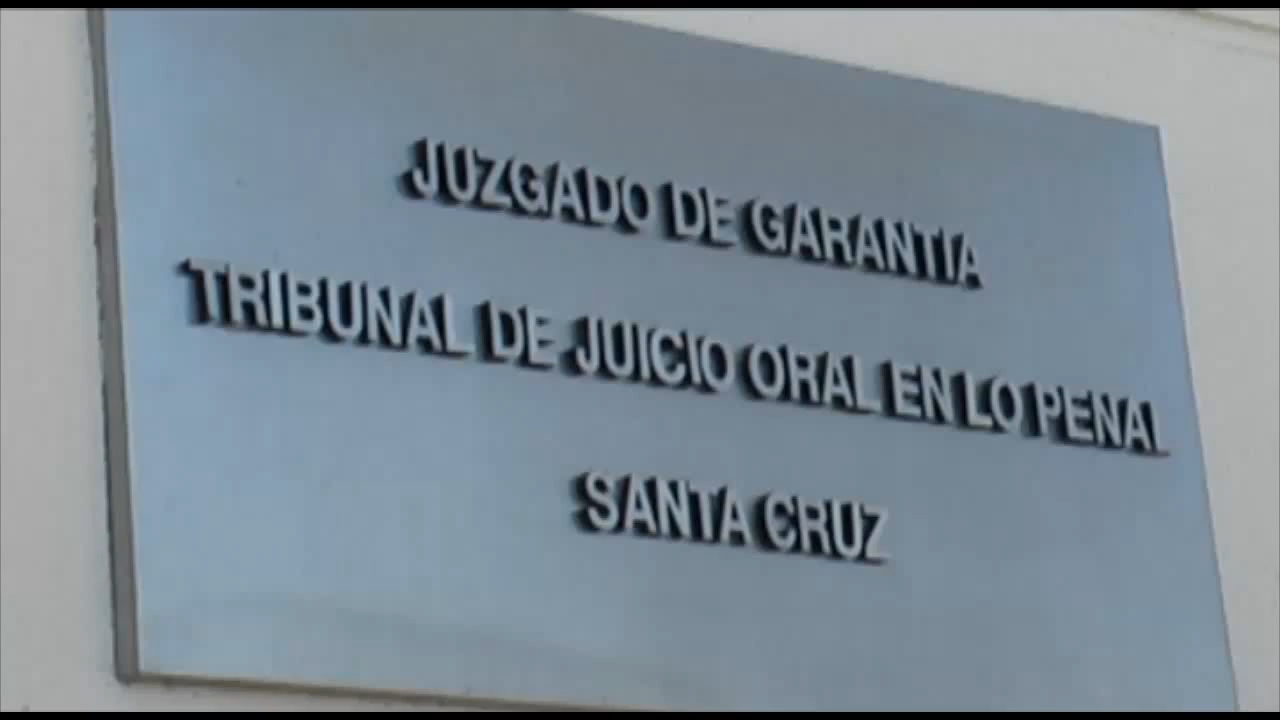 JUZGADO DE GARANTIA
TRIBUNAL DE JUICIO ORAL EN LO PENAL
SANTA CRUZ